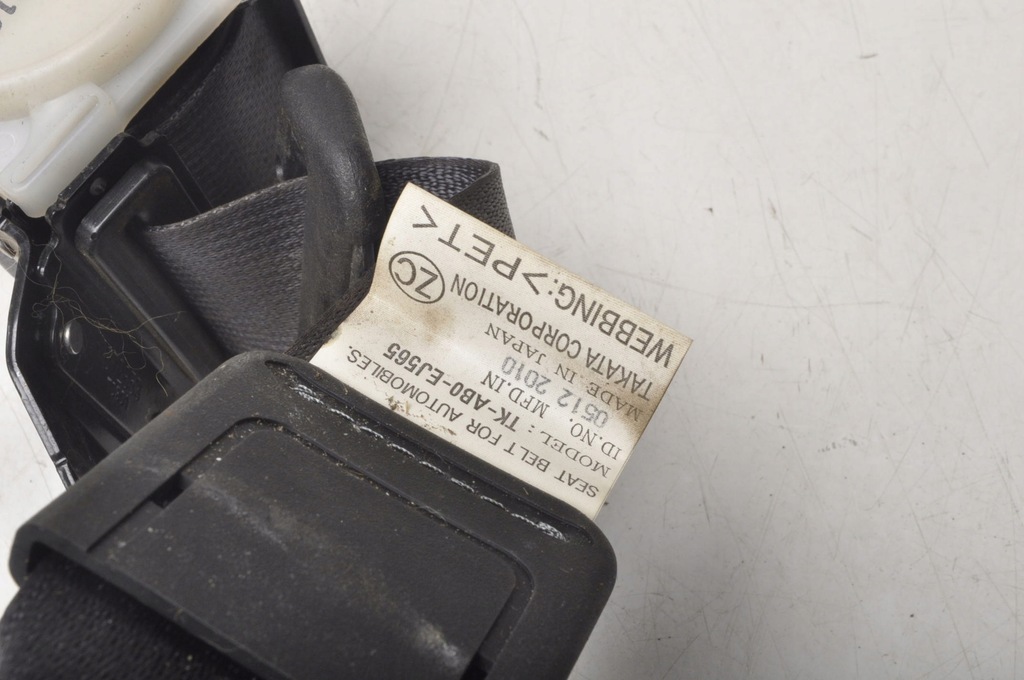 SEAT BELT FOR AUTOMOBILES.
MODEL : TK-AB0-EJ565
ID.NO. MFD.IN
0512 2010
MADE IN JAPAN
TAKATA CORPORATION ZC
WEBBING:>PET<